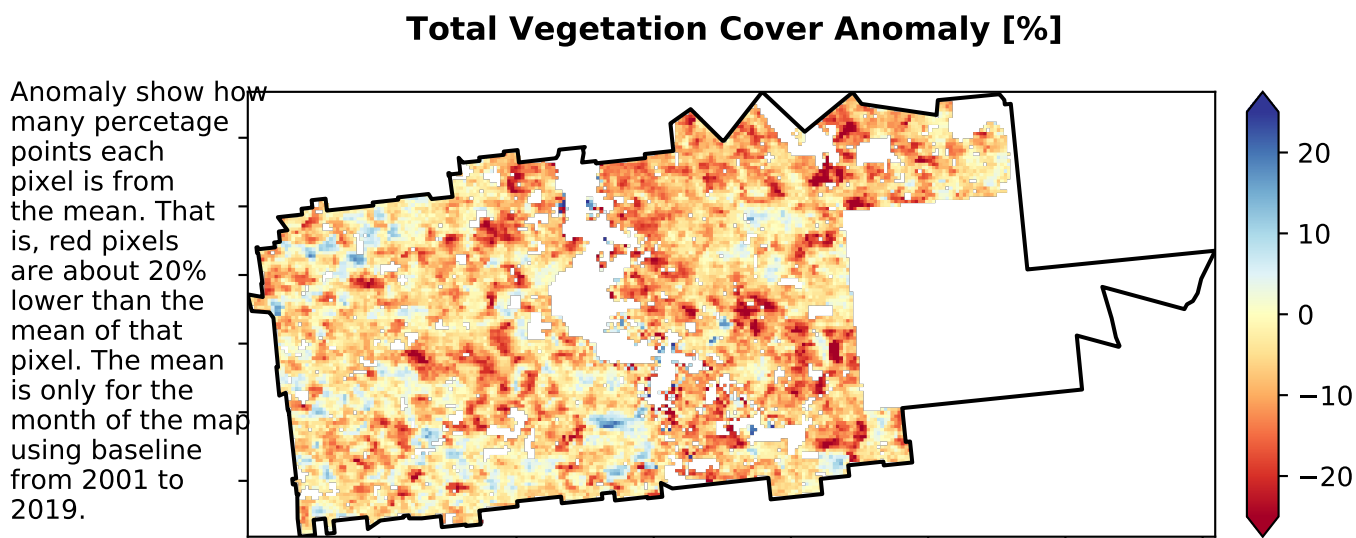 Total Vegetation Cover Anomaly [%]
Anomaly show how
many percetage
points each
pixel is from
the mean. That
is, red pixels
are about 20%
lower than the
mean of that
pixel. The mean
is only for the
month of the map
using baseline
from 2001 to
2019.
20
10
0
−10
−20